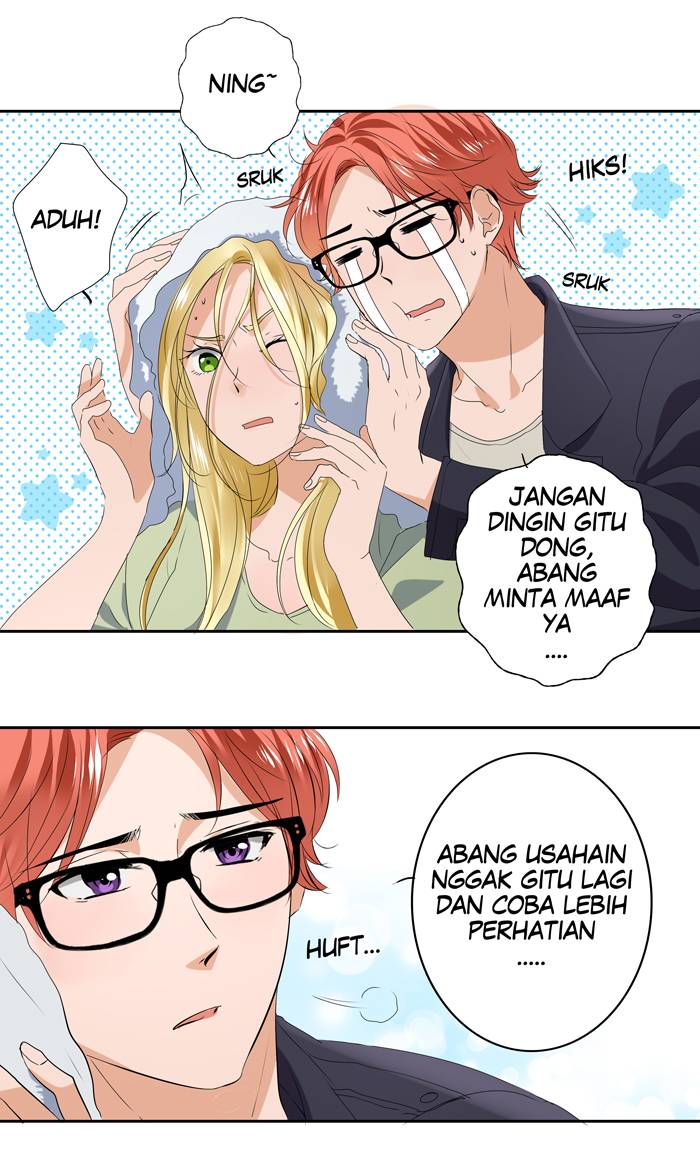 NING~
ADUH!
SRUK
HIKS!
SRUK
JANGAN
DINGIN GITU
DONG,
ABANG
MINTA MAAF
YA
....
ABANG USAHAIN
NGGAK GITU LAGI
DAN COBA LEBIH
PERHATIAN
.....
HUFT...